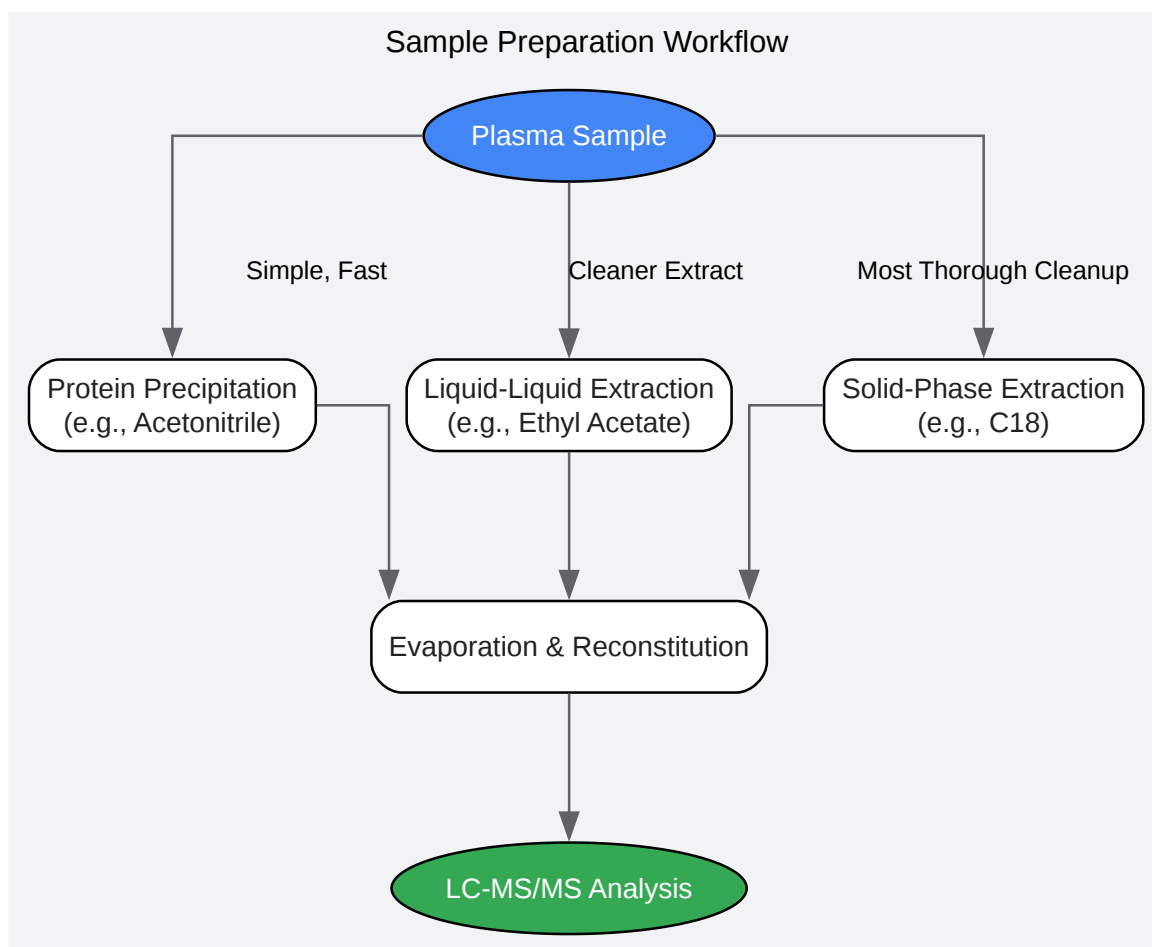 Sample Preparation Workflow
Plasma Sample
Simple, Fast
Cleaner Extract
Most Thorough Cleanup
Protein Precipitation
(e.g., Acetonitrile)
Liquid-Liquid Extraction
(e.g., Ethyl Acetate)
Solid-Phase Extraction
(e.g., C18)
Evaporation & Reconstitution
LC-MS/MS Analysis